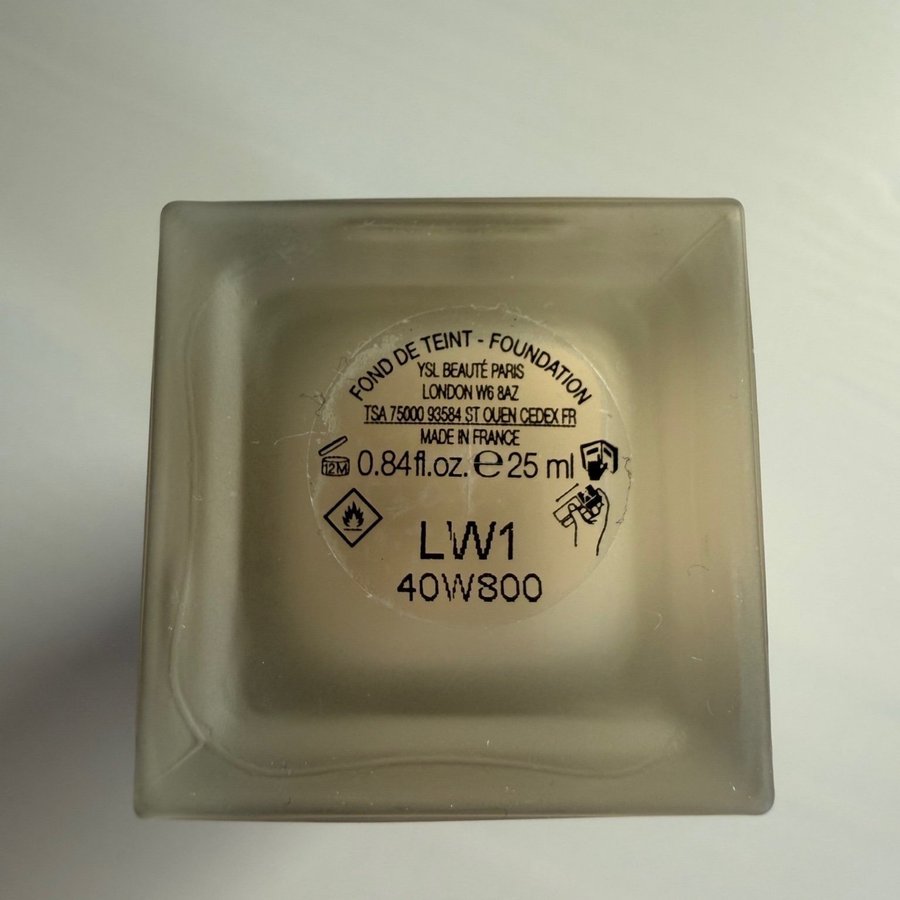 FOND DE TEINT - FOUNDATION
YSL BEAUTÉ PARIS
LONDON W6 8AZ
TSA 75000 93584 ST OUEN CEDEX FR
MADE IN FRANCE
12M 0.84fl.oz. e 25 ml
LW1
40W800